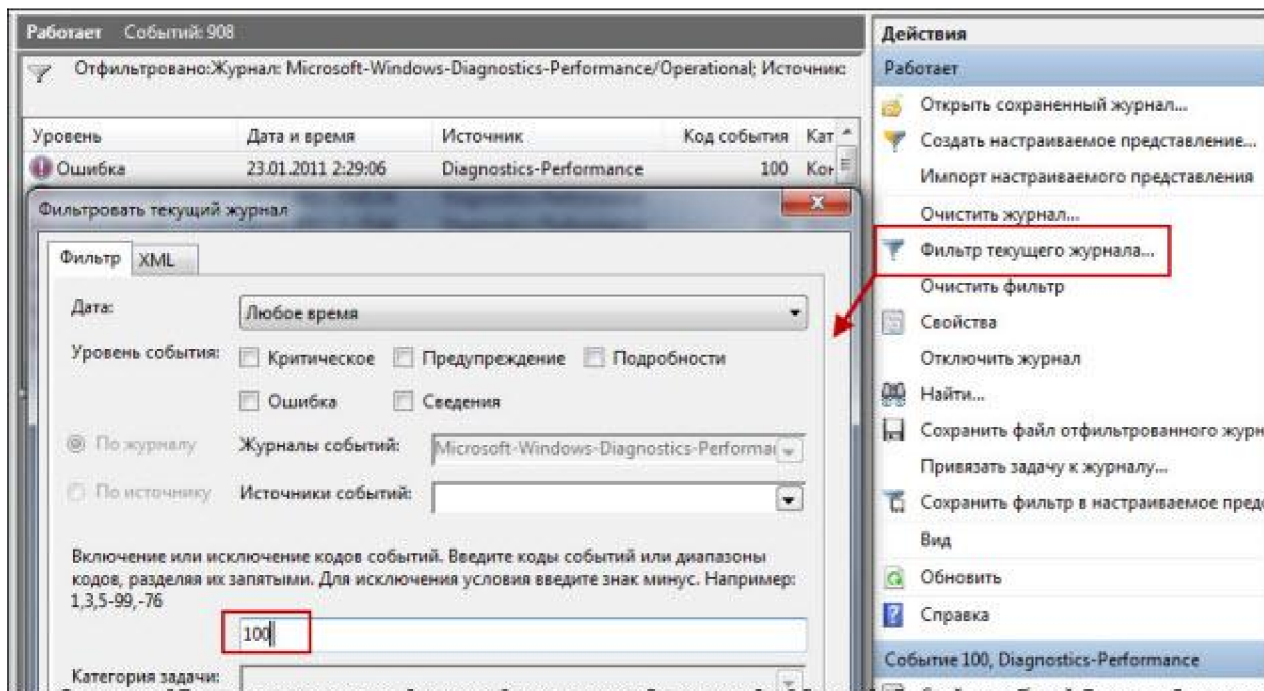 Работает Событий: 908
Отфильтровано:Журнал: Microsoft-Windows-Diagnostics-Performance/Operational; Источник:
Уровень Дата и время Источник Код события Кат
Ошибка 23.01.2011 2:29:06 Diagnostics-Performance 100 Кон
Фильтровать текущий журнал
Фильтр XML
Дата: Любое время
Уровень события: Критическое Предупреждение Подробности
Ошибка Сведения
По журналу Журналы событий: Microsoft-Windows-Diagnostics-Performa
По источнику Источники событий:
Включение или исключение кодов событий. Введите коды событий или диапазоны
кодов, разделяя их запятыми. Для исключения условия введите знак минус. Например:
1,3,5-99,-76
100
Категория задачи:
Действия
Работает
Открыть сохраненный журнал...
Создать настраиваемое представление...
Импорт настраиваемого представления
Очистить журнал...
Фильтр текущего журнала...
Очистить фильтр
Свойства
Отключить журнал
Найти...
Сохранить файл отфильтрованного журн
Привязать задачу к журналу...
Сохранить фильтр в настраиваемое пред
Вид
Обновить
Справка
Событие 100, Diagnostics-Performance